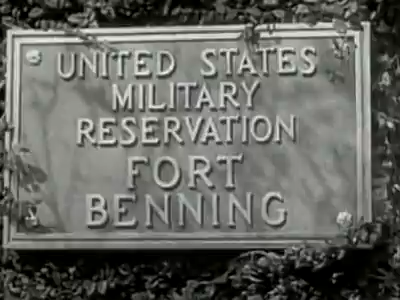 UNITED STATES
MILITARY
RESERVATION
FORT
BENNING